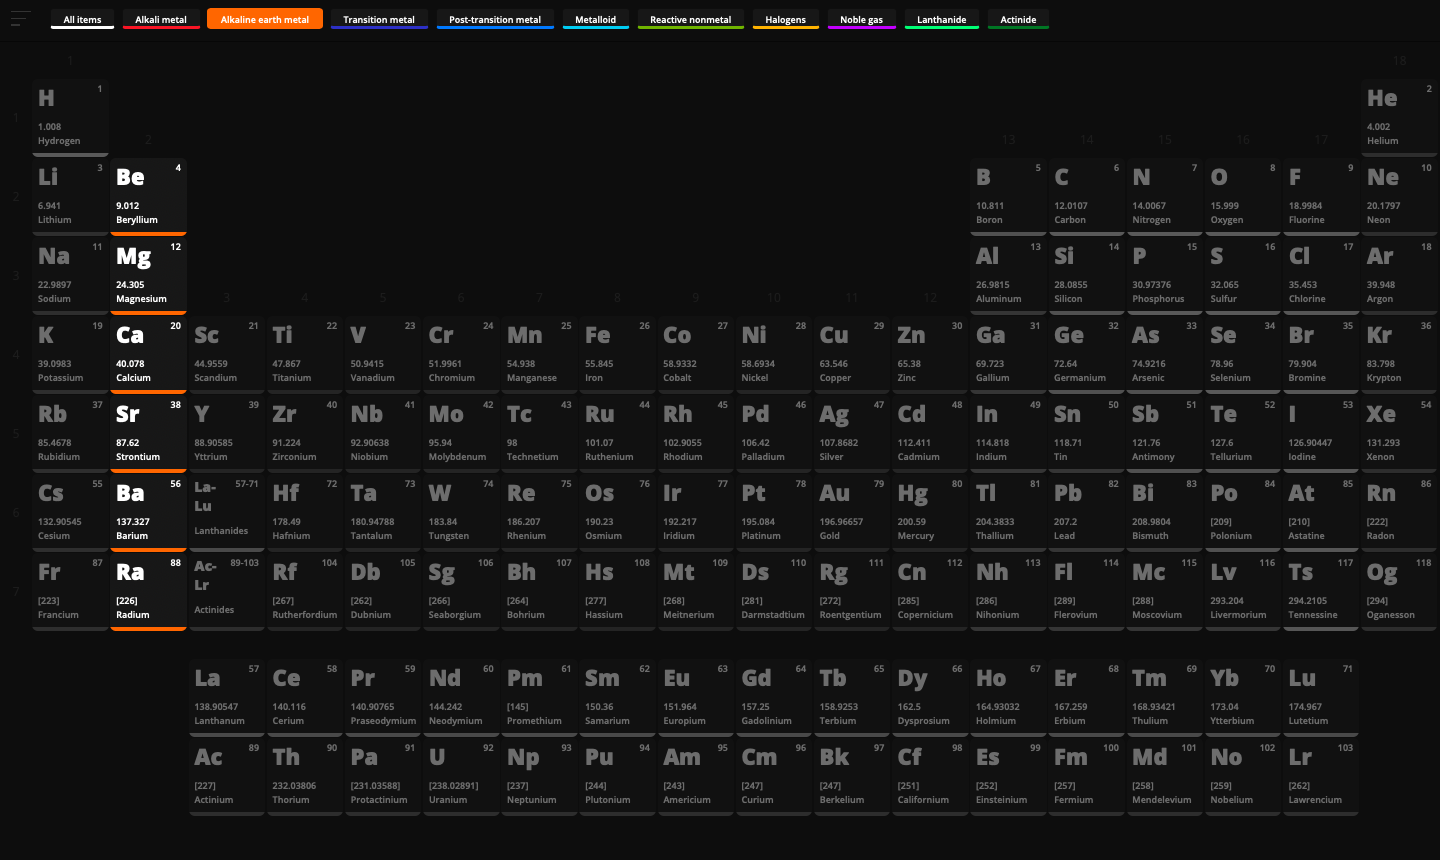 All items Alkali metal Alkaline earth metal Transition metal Post-transition metal Metalloid Reactive nonmetal Halogens Noble gas Lanthanide Actinide
1 18
H 1 He 2
1
1.008 4.002
Hydrogen Helium
2 13 14 15 16 17
Li 3 Be 4 B 5 C 6 N 7 O 8 F 9 Ne 10
2
6.941 9.012 10.811 12.0107 14.0067 15.999 18.9984 20.1797
Lithium Beryllium Boron Carbon Nitrogen Oxygen Fluorine Neon
Na 11 Mg 12 Al 13 Si 14 P 15 S 16 Cl 17 Ar 18
3
22.9897 24.305 26.9815 28.0855 30.97376 32.065 35.453 39.948
Sodium Magnesium Aluminum Silicon Phosphorus Sulfur Chlorine Argon
3 4 5 6 7 8 9 10 11 12
K 19 Ca 20 Sc 21 Ti 22 V 23 Cr 24 Mn 25 Fe 26 Co 27 Ni 28 Cu 29 Zn 30 Ga 31 Ge 32 As 33 Se 34 Br 35 Kr 36
4
39.0983 40.078 44.9559 47.867 50.9415 51.9961 54.938 55.845 58.9332 58.6934 63.546 65.38 69.723 72.64 74.9216 78.96 79.904 83.798
Potassium Calcium Scandium Titanium Vanadium Chromium Manganese Iron Cobalt Nickel Copper Zinc Gallium Germanium Arsenic Selenium Bromine Krypton
Rb 37 Sr 38 Y 39 Zr 40 Nb 41 Mo 42 Tc 43 Ru 44 Rh 45 Pd 46 Ag 47 Cd 48 In 49 Sn 50 Sb 51 Te 52 I 53 Xe 54
5
85.4678 87.62 88.90585 91.224 92.90638 95.94 98 101.07 102.9055 106.42 107.8682 112.411 114.818 118.71 121.76 127.6 126.90447 131.293
Rubidium Strontium Yttrium Zirconium Niobium Molybdenum Technetium Ruthenium Rhodium Palladium Silver Cadmium Indium Tin Antimony Tellurium Iodine Xenon
Cs 55 Ba 56 La-Lu 57-71 Hf 72 Ta 73 W 74 Re 75 Os 76 Ir 77 Pt 78 Au 79 Hg 80 Tl 81 Pb 82 Bi 83 Po 84 At 85 Rn 86
6
132.90545 137.327 178.49 180.94788 183.84 186.207 190.23 192.217 195.084 196.96657 200.59 204.3833 207.2 208.9804 [209] [210] [222]
Cesium Barium Lanthanides Hafnium Tantalum Tungsten Rhenium Osmium Iridium Platinum Gold Mercury Thallium Lead Bismuth Polonium Astatine Radon
Fr 87 Ra 88 Ac-Lr 89-103 Rf 104 Db 105 Sg 106 Bh 107 Hs 108 Mt 109 Ds 110 Rg 111 Cn 112 Nh 113 Fl 114 Mc 115 Lv 116 Ts 117 Og 118
7
[223] [226] [267] [262] [266] [264] [277] [268] [281] [272] [285] [286] [289] [288] 293.204 294.2105 [294]
Francium Radium Actinides Rutherfordium Dubnium Seaborgium Bohrium Hassium Meitnerium Darmstadtium Roentgentium Copernicium Nihonium Flerovium Moscovium Livermorium Tennessine Oganesson
La 57 Ce 58 Pr 59 Nd 60 Pm 61 Sm 62 Eu 63 Gd 64 Tb 65 Dy 66 Ho 67 Er 68 Tm 69 Yb 70 Lu 71
138.90547 140.116 140.90765 144.242 [145] 150.36 151.964 157.25 158.9253 162.5 164.93032 167.259 168.93421 173.04 174.967
Lanthanum Cerium Praseodymium Neodymium Promethium Samarium Europium Gadolinium Terbium Dysprosium Holmium Erbium Thulium Ytterbium Lutetium
Ac 89 Th 90 Pa 91 U 92 Np 93 Pu 94 Am 95 Cm 96 Bk 97 Cf 98 Es 99 Fm 100 Md 101 No 102 Lr 103
[227] 232.03806 [231.03588] [238.02891] [237] [244] [243] [247] [247] [251] [252] [257] [258] [259] [262]
Actinium Thorium Protactinium Uranium Neptunium Plutonium Americium Curium Berkelium Californium Einsteinium Fermium Mendelevium Nobelium Lawrencium